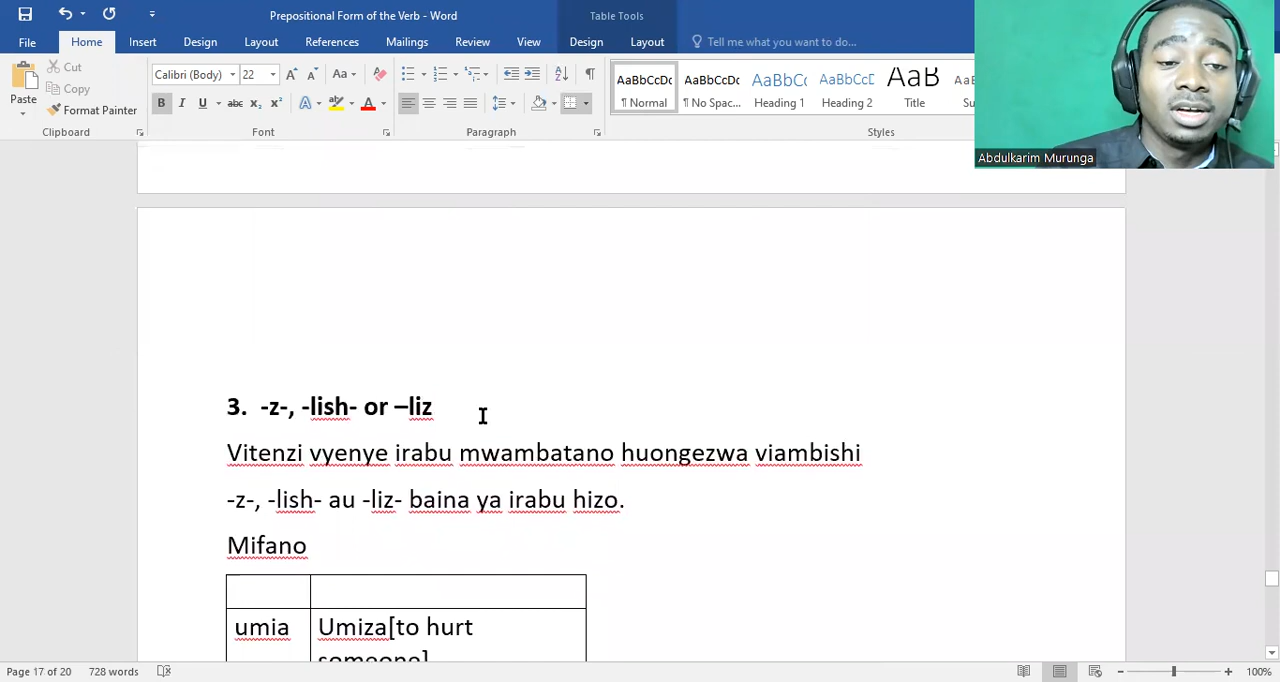 Prepositional Form of the Verb - Word
Table Tools
File
Home
Insert
Design
Layout
References
Mailings
Review
View
Design
Layout
Tell me what you want to do...
Paste
Cut
Copy
Format Painter
Clipboard
Calibri (Body)
22
Font
Paragraph
AaBbCcDc
¶ Normal
AaBbCcDc
¶ No Spac...
AaBbCc
Heading 1
AaBbCcD
Heading 2
AaB
Title
Styles
Abdulkarim Murunga
3. -z-, -lish- or –liz
Vitenzi vyenye irabu mwambatano huongezwa viambishi
-z-, -lish- au -liz- baina ya irabu hizo.
Mifano
umia
Umiza[to hurt
someone]
Page 17 of 20
728 words
100%